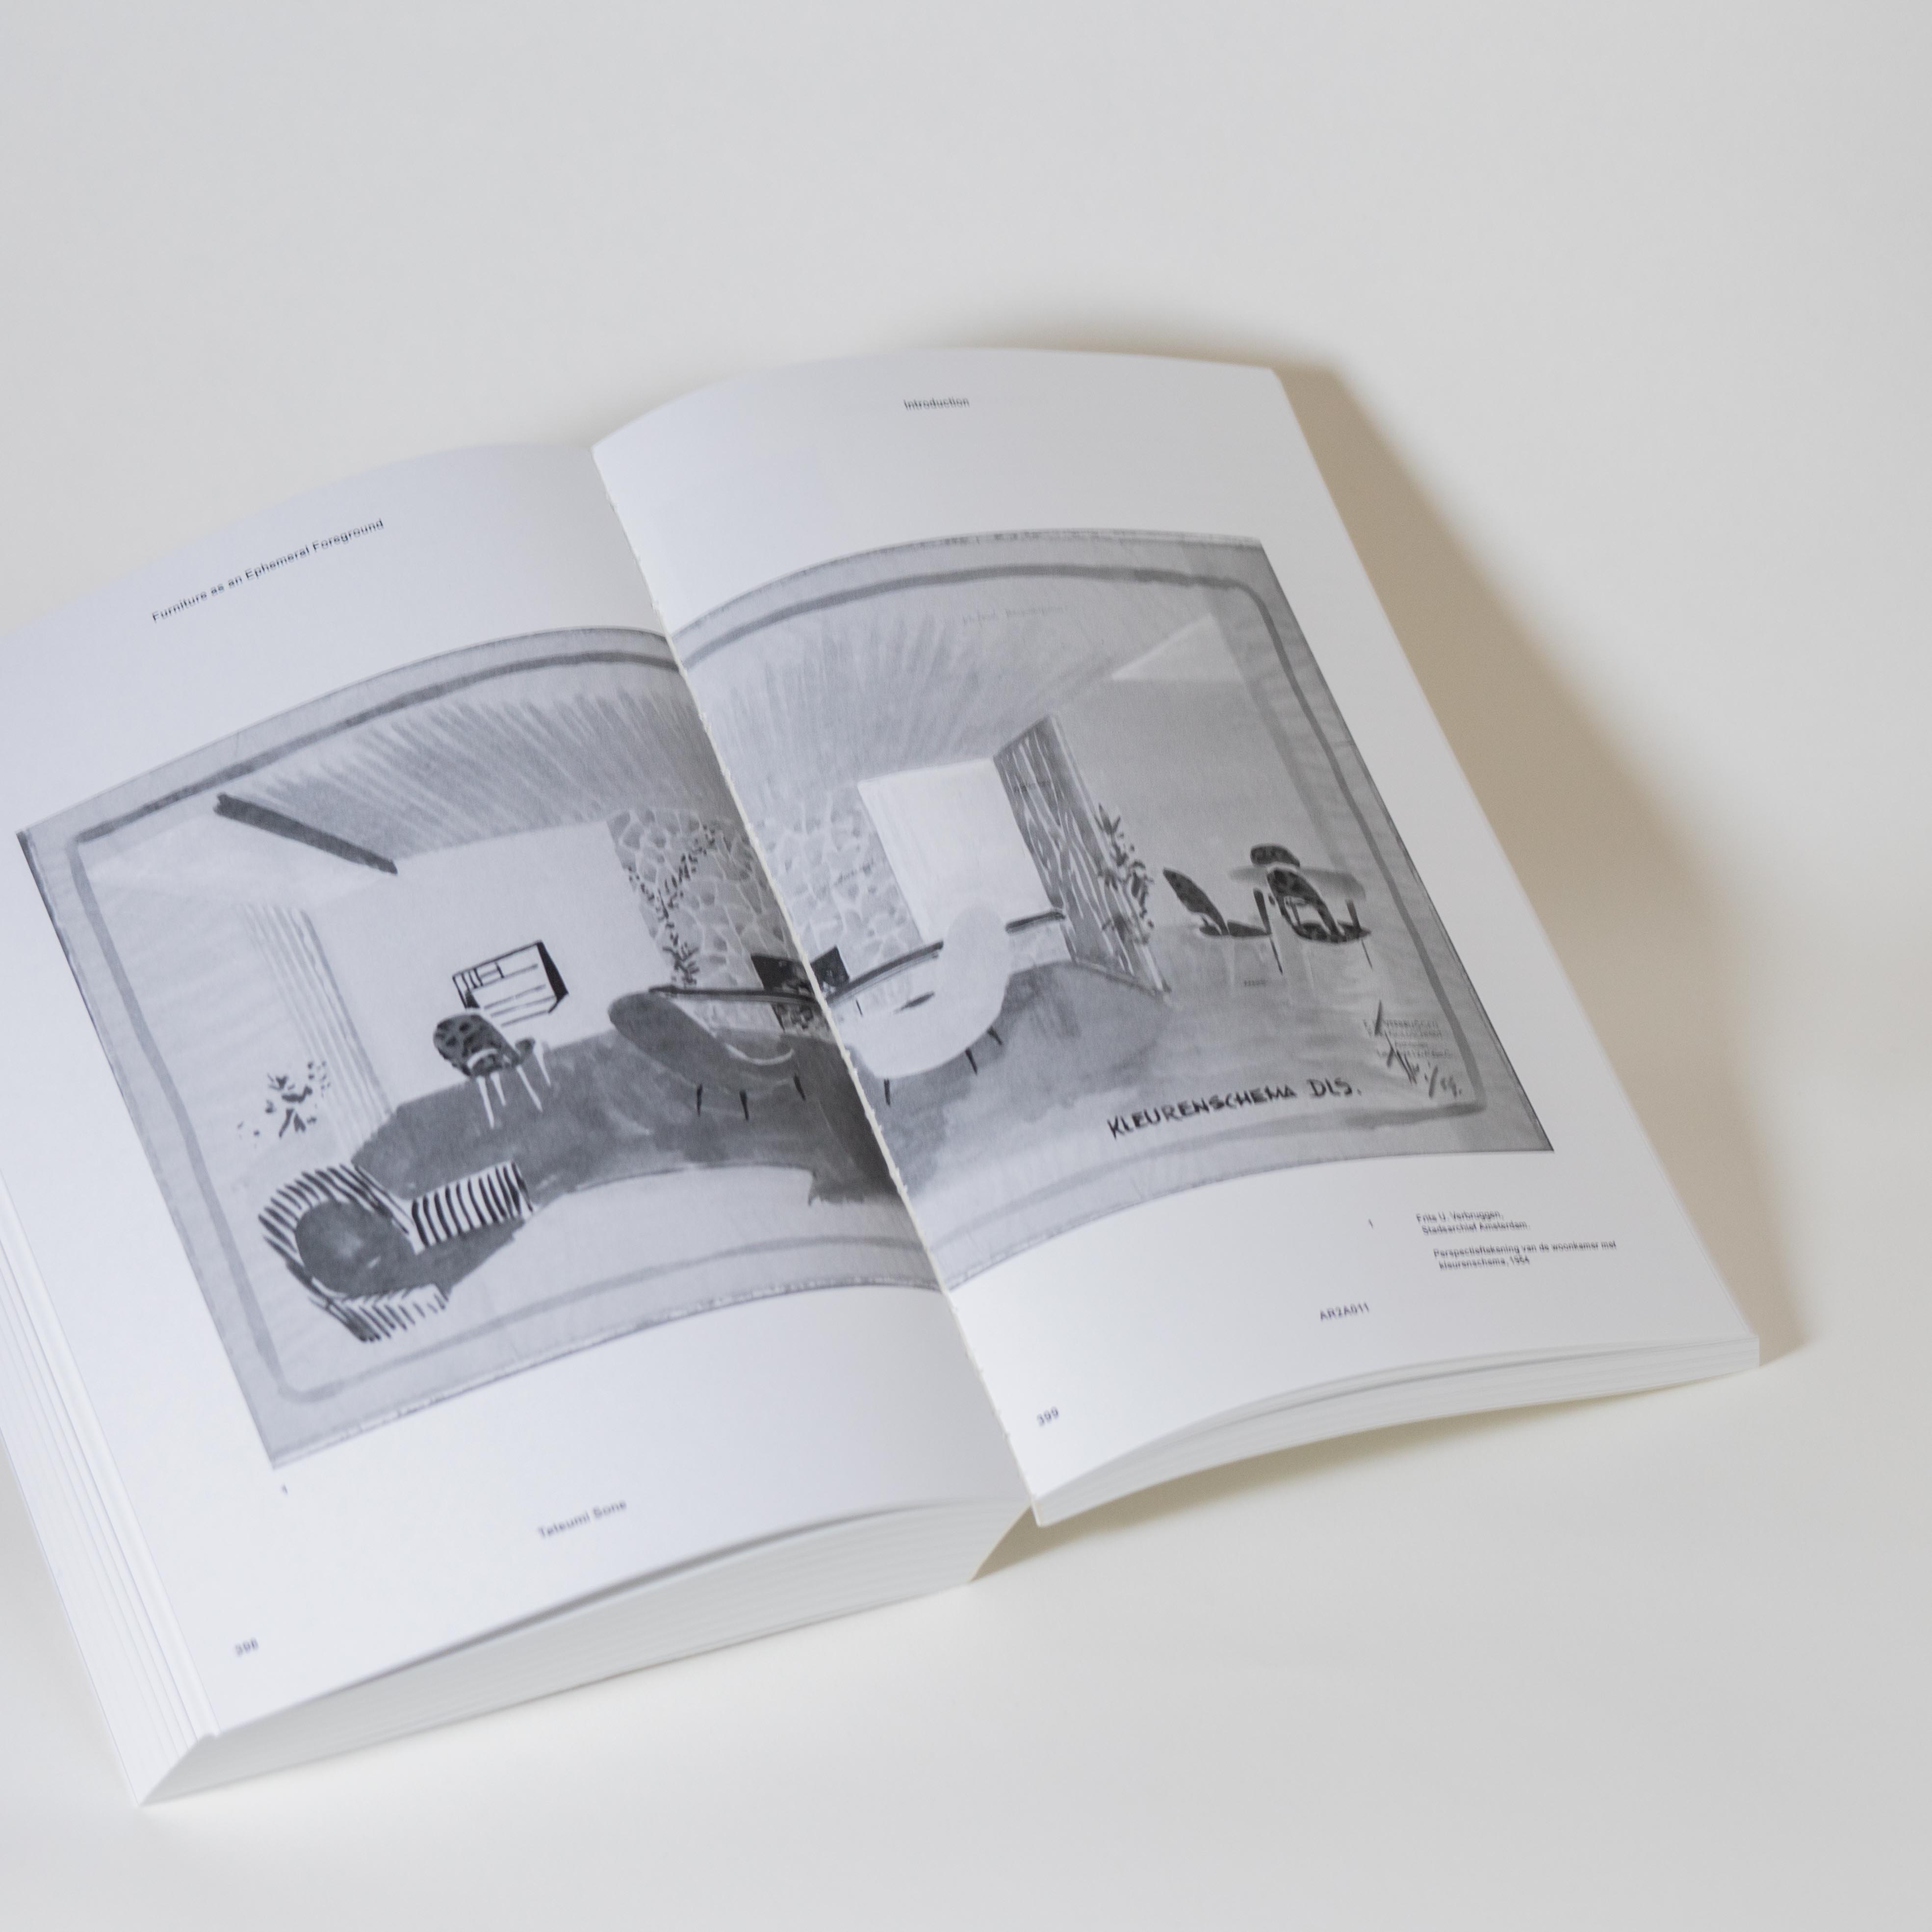 Furniture as an Ephemeral Foreground
1
Tatsumi Sone
398
Introduction
KLEURENSCHEMA DLS.
1
Frits U. Verbruggen,
Stadsarchief Amsterdam,
Perspectieftekening van de woonkamer met
kleurenschema, 1954
AR2A011
399